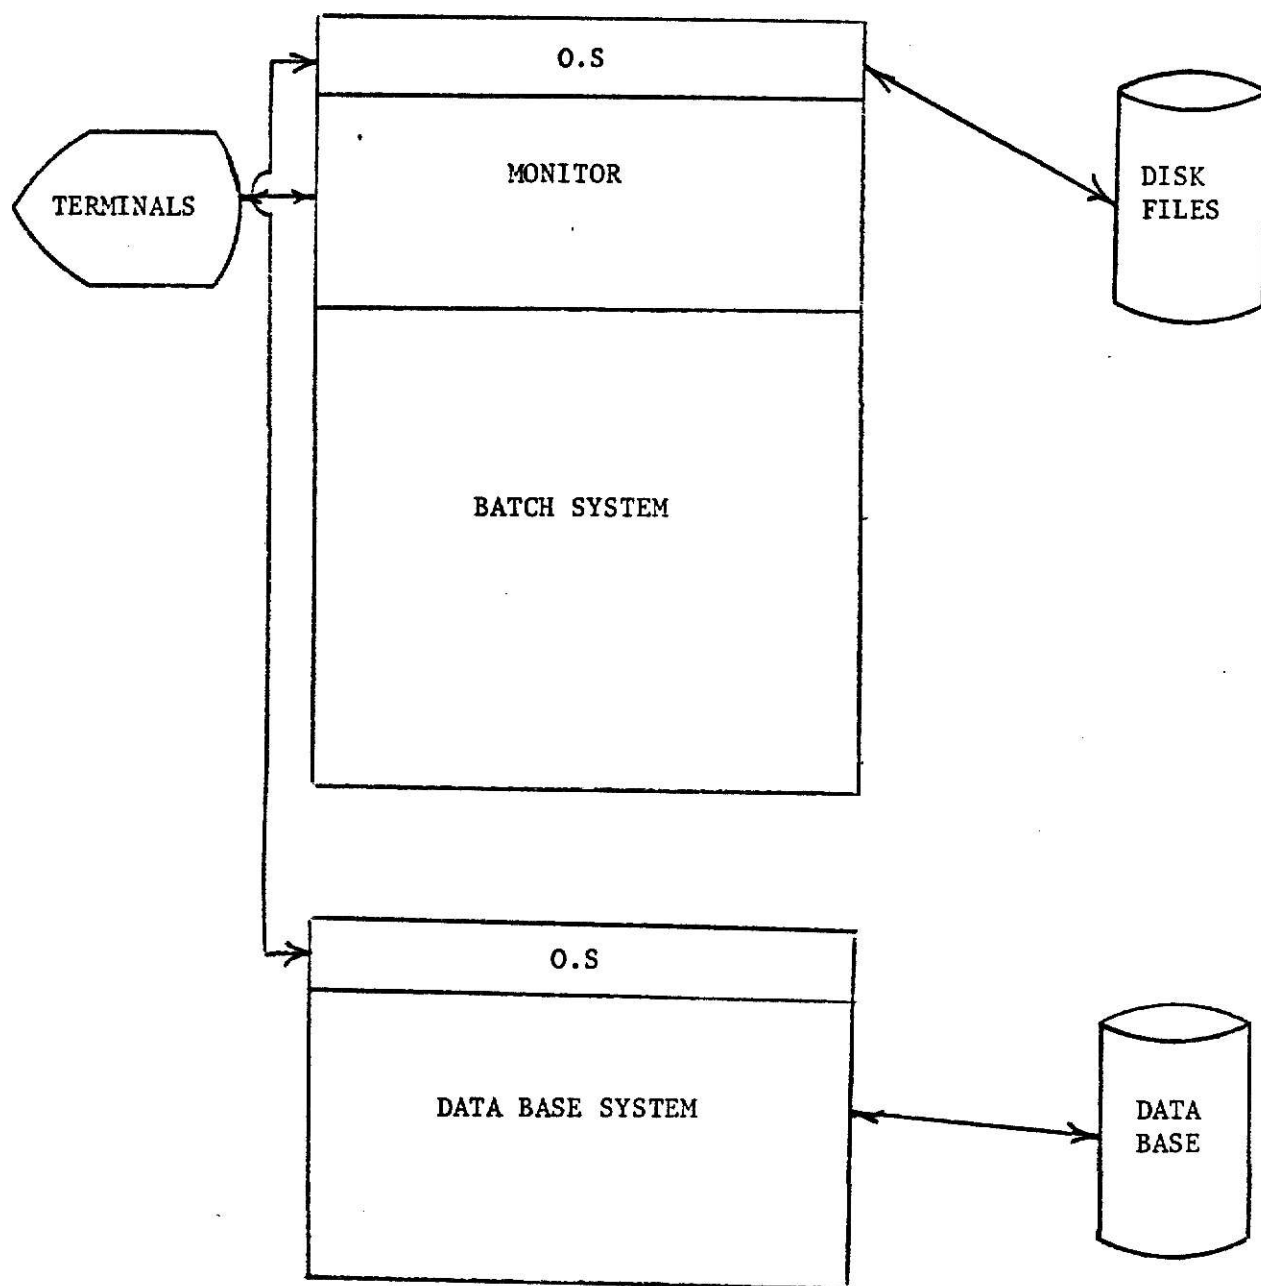 O.S
MONITOR
TERMINALS
DISK
FILES
BATCH SYSTEM
O.S
DATA BASE SYSTEM
DATA
BASE